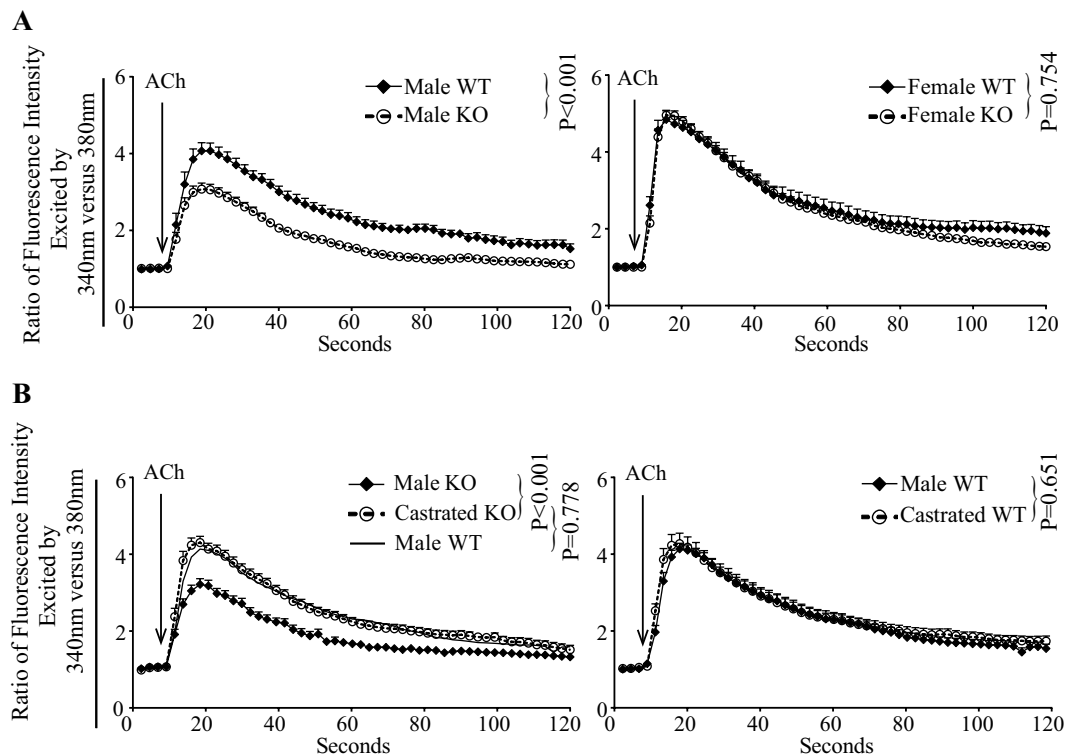 A
Ratio of Fluorescence Intensity
Excited by
340nm versus 380nm
6
4
2
0
ACh
Male WT
Male KO
P<0.001
0 20 40 60 80 100 120
Seconds
6
4
2
0
ACh
Female WT
Female KO
P=0.754
0 20 40 60 80 100 120
Seconds
B
Ratio of Fluorescence Intensity
Excited by
340nm versus 380nm
6
4
2
0
ACh
Male KO
Castrated KO
Male WT
P<0.001
P=0.778
0 20 40 60 80 100 120
Seconds
6
4
2
0
ACh
Male WT
Castrated WT
P=0.651
0 20 40 60 80 100 120
Seconds